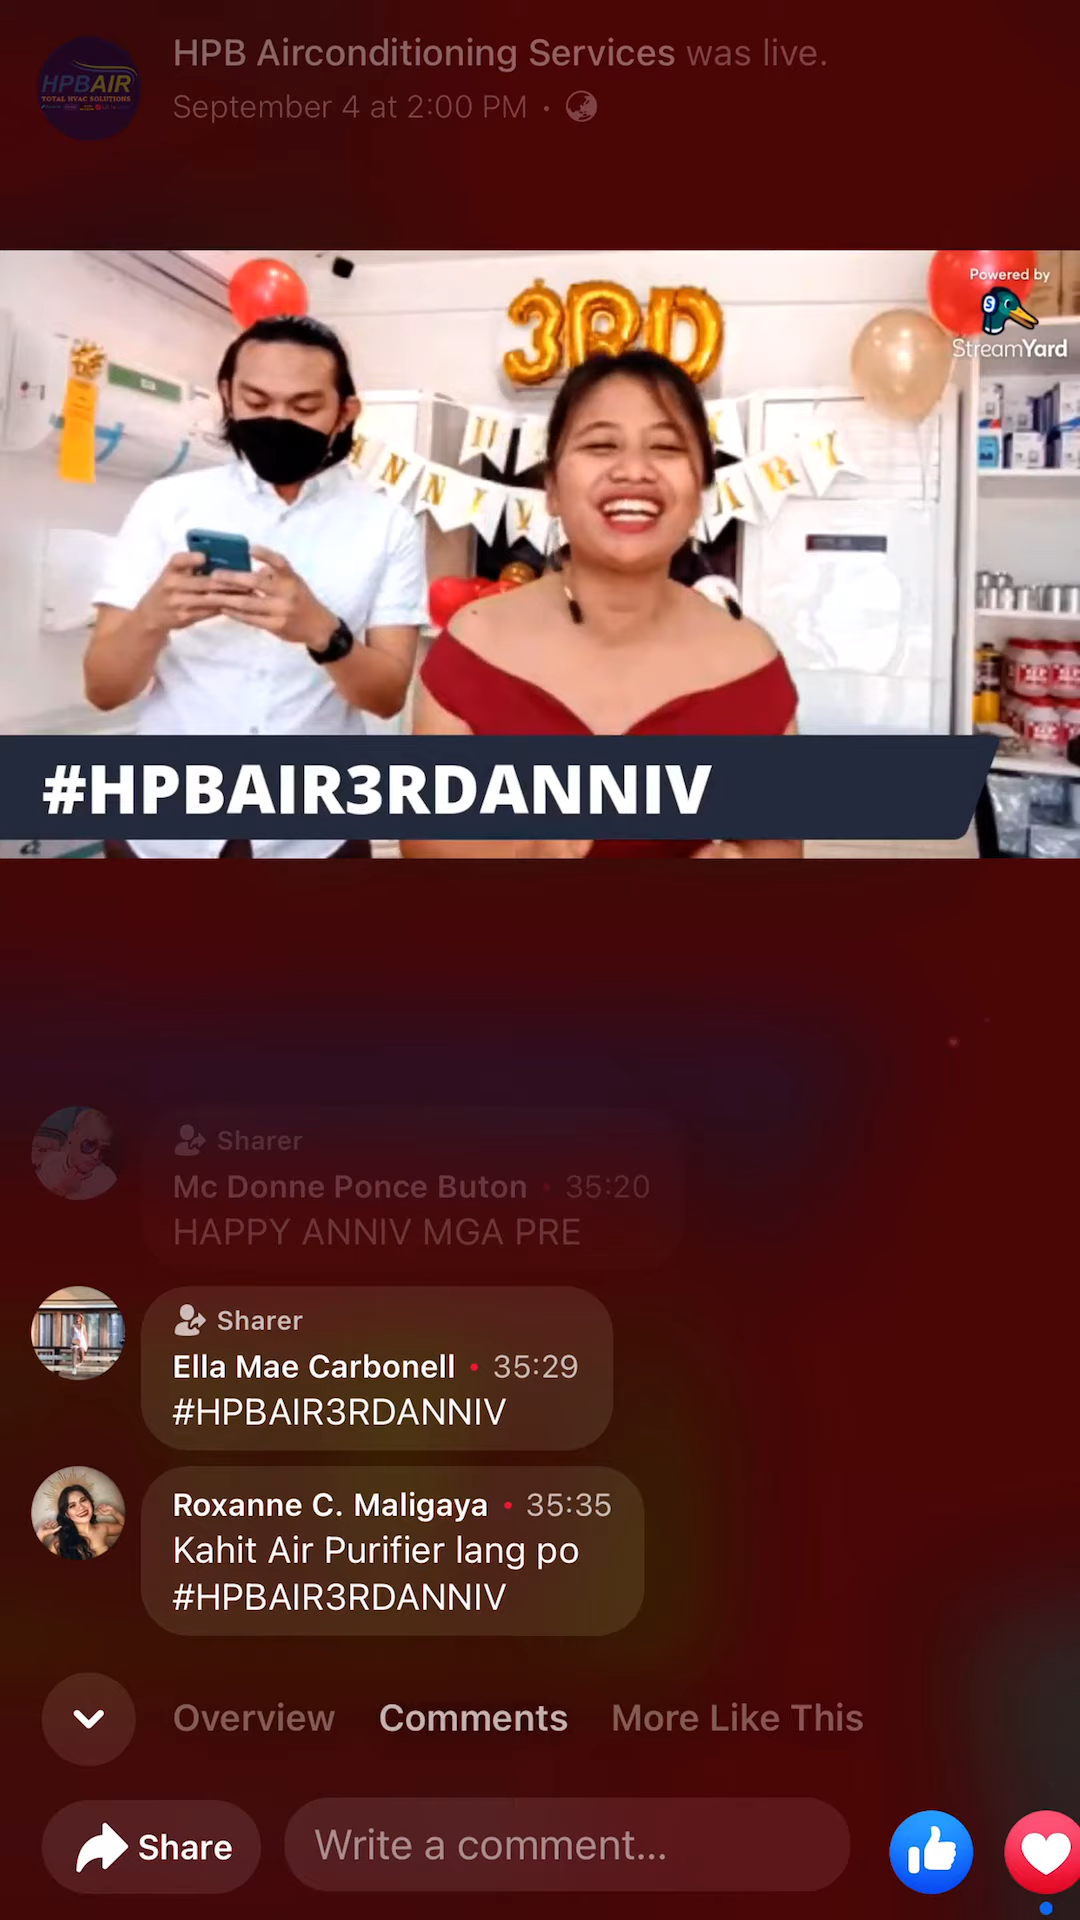 HPB Airconditioning Services was live.
HPBAIR
TOTAL HVAC SOLUTIONS
September 4 at 2:00 PM ·
Powered by
StreamYard
3RD
#HPBAIR3RDANNIV
Sharer
Mc Donne Ponce Buton • 35:20
HAPPY ANNIV MGA PRE
Sharer
Ella Mae Carbonell • 35:29
#HPBAIR3RDANNIV
Roxanne C. Maligaya • 35:35
Kahit Air Purifier lang po
#HPBAIR3RDANNIV
Overview Comments More Like This
Share Write a comment...